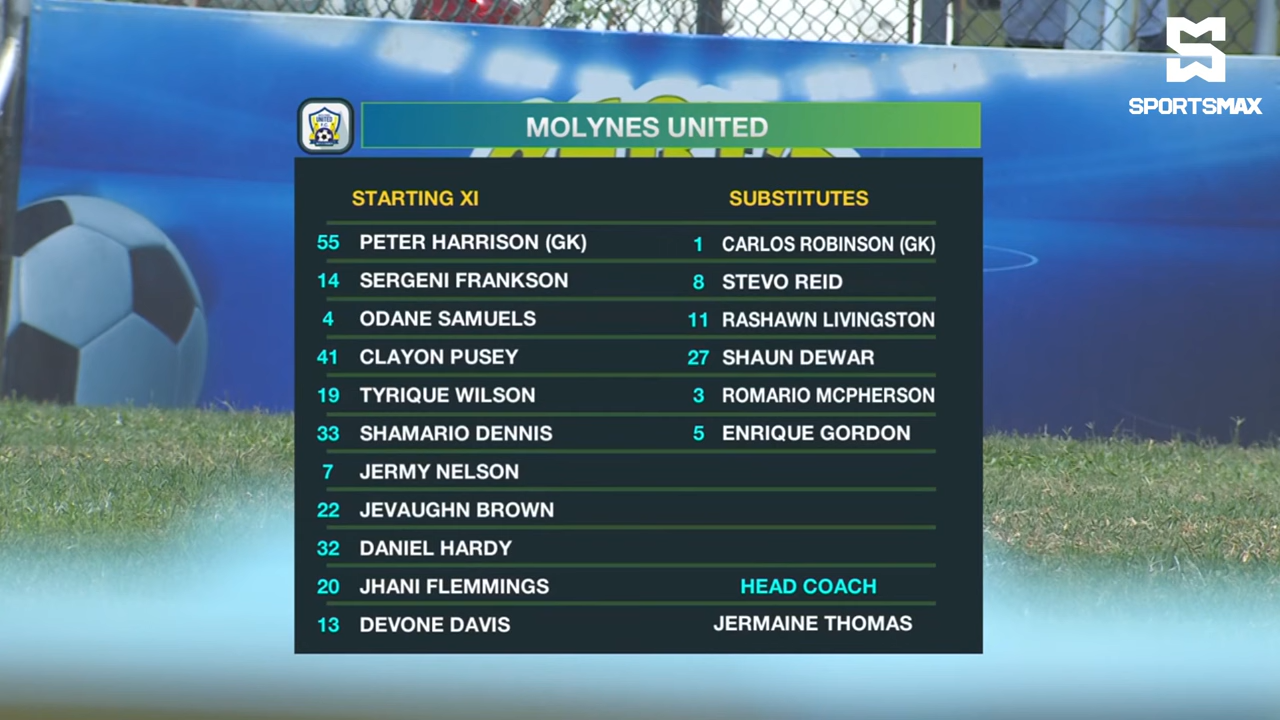 SPORTSMAX
UNITED
MOLYNES UNITED
STARTING XI
55 PETER HARRISON (GK)
14 SERGENI FRANKSON
4 ODANE SAMUELS
41 CLAYON PUSEY
19 TYRIQUE WILSON
33 SHAMARIO DENNIS
7 JERMY NELSON
22 JEVAUGHN BROWN
32 DANIEL HARDY
20 JHANI FLEMMINGS
13 DEVONE DAVIS
SUBSTITUTES
1 CARLOS ROBINSON (GK)
8 STEVO REID
11 RASHAWN LIVINGSTON
27 SHAUN DEWAR
3 ROMARIO MCPHERSON
5 ENRIQUE GORDON
HEAD COACH
JERMAINE THOMAS